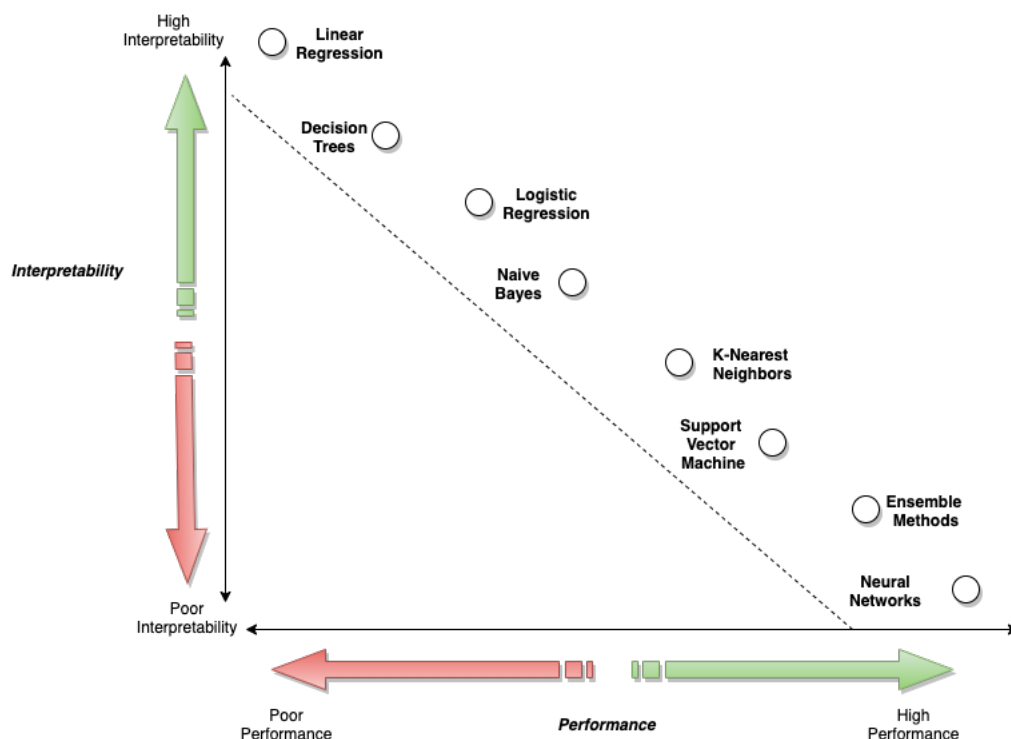 High
Interpretability
Linear
Regression
Decision
Trees
Logistic
Regression
Interpretability
Naive
Bayes
K-Nearest
Neighbors
Support
Vector
Machine
Ensemble
Methods
Neural
Networks
Poor
Interpretability
Poor
Performance
Performance
High
Performance